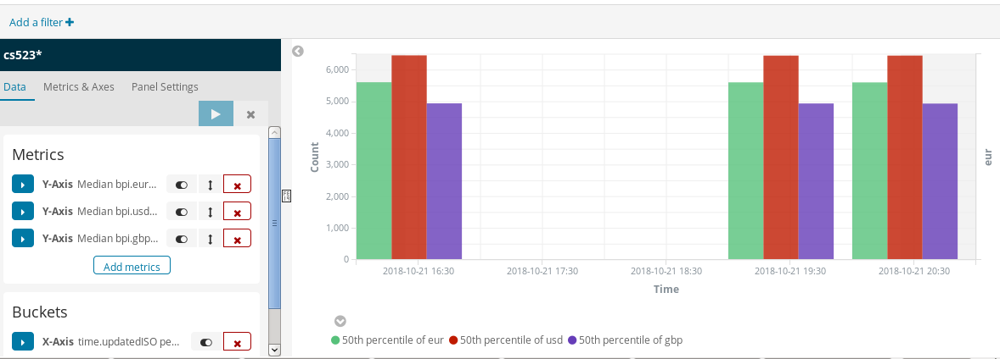 Add a filter +
cs523*
Data Metrics & Axes Panel Settings
Metrics
Y-Axis Median bpi.eur...
Y-Axis Median bpi.usd...
Y-Axis Median bpi.gbp...
Add metrics
Buckets
X-Axis time.updatedISO pe...
6,000
5,000
4,000
3,000
2,000
1,000
0
Count
eur
2018-10-21 16:30 2018-10-21 17:30 2018-10-21 18:30 2018-10-21 19:30 2018-10-21 20:30
Time
50th percentile of eur 50th percentile of usd 50th percentile of gbp